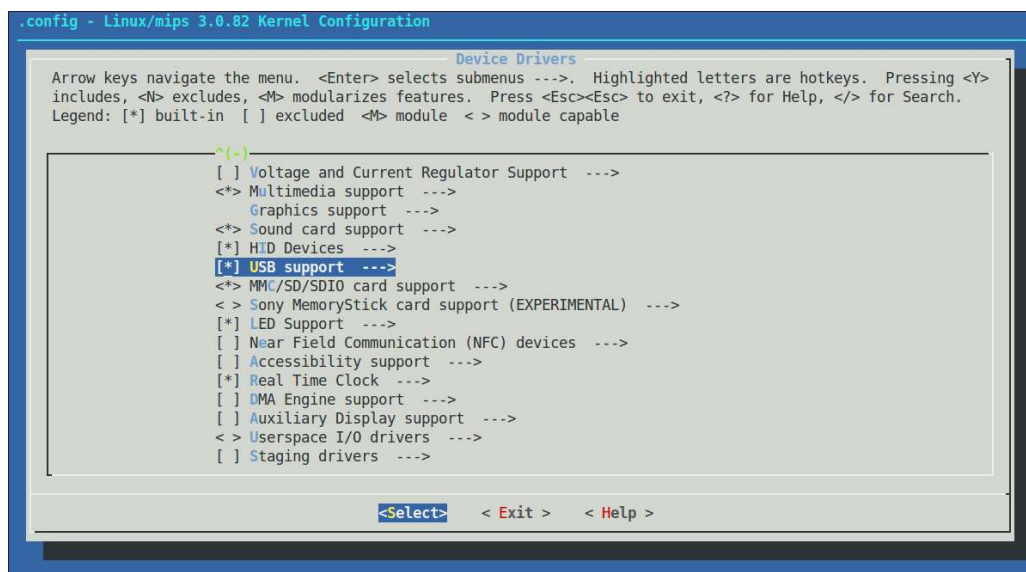 .config - Linux/mips 3.0.82 Kernel Configuration
Device Drivers
Arrow keys navigate the menu.  <Enter> selects submenus --->.  Highlighted letters are hotkeys.  Pressing <Y>
includes, <N> excludes, <M> modularizes features.  Press <Esc><Esc> to exit, <?> for Help, </> for Search.
Legend: [*] built-in  [ ] excluded  <M> module  < > module capable
^(-)
[ ] Voltage and Current Regulator Support  --->
<*> Multimedia support  --->
Graphics support  --->
<*> Sound card support  --->
[*] HID Devices  --->
[*] USB support  --->
<*> MMC/SD/SDIO card support  --->
< > Sony MemoryStick card support (EXPERIMENTAL)  --->
[*] LED Support  --->
[ ] Near Field Communication (NFC) devices  --->
[ ] Accessibility support  --->
[*] Real Time Clock  --->
[ ] DMA Engine support  --->
[ ] Auxiliary Display support  --->
< > Userspace I/O drivers  --->
[ ] Staging drivers  --->
<Select>    < Exit >    < Help >